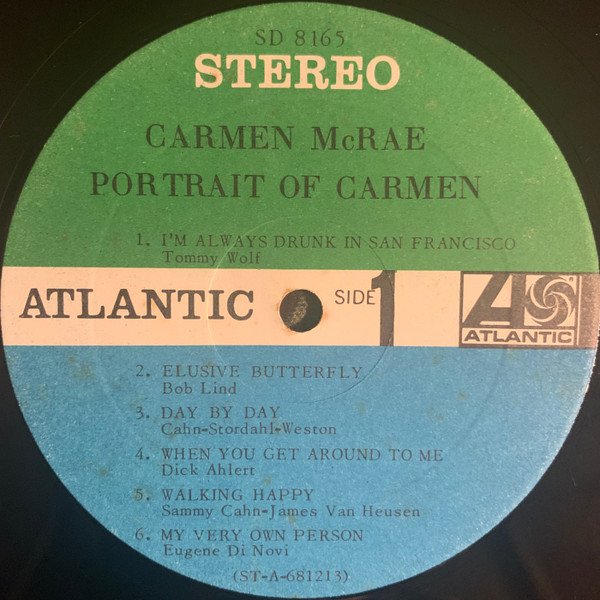 SD 8165
STEREO
CARMEN McRAE
PORTRAIT OF CARMEN
1. I'M ALWAYS DRUNK IN SAN FRANCISCO
Tommy Wolf
ATLANTIC SIDE 1
ATLANTIC
2. ELUSIVE BUTTERFLY
Bob Lind
3. DAY BY DAY
Cahn-Stordahl-Weston
4. WHEN YOU GET AROUND TO ME
Dick Ahlert
5. WALKING HAPPY
Sammy Cahn-James Van Heusen
6. MY VERY OWN PERSON
Eugene Di Novi
(ST-A-681213)